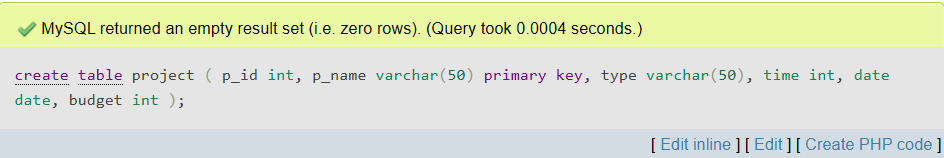 MySQL returned an empty result set (i.e. zero rows). (Query took 0.0004 seconds.)
create table project ( p_id int, p_name varchar(50) primary key, type varchar(50), time int, date
date, budget int );
[ Edit inline ] [ Edit ] [ Create PHP code ]